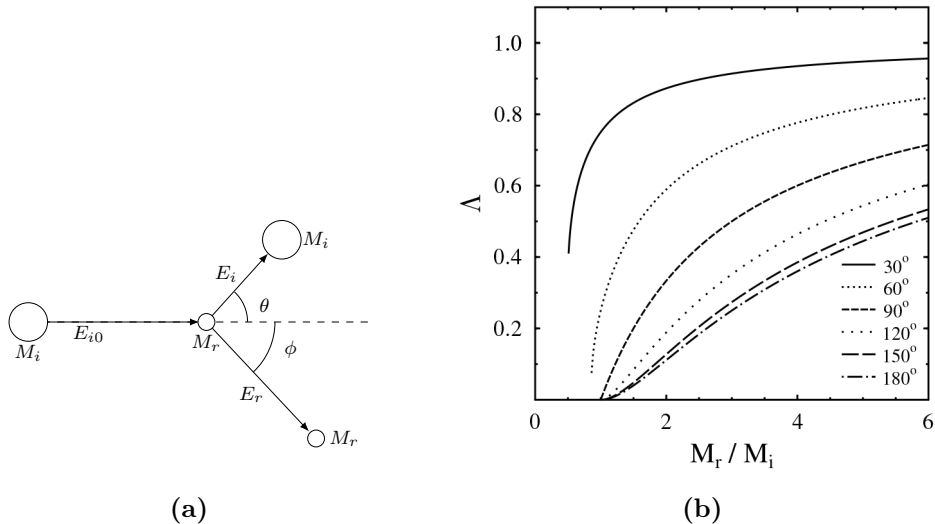 M_i
E_{i0}
M_r
E_i
θ
M_i
ϕ
E_r
M_r
(a)
Λ
1.0
0.8
0.6
0.4
0.2
0 2 4 6
M_r / M_i
30°
60°
90°
120°
150°
180°
(b)